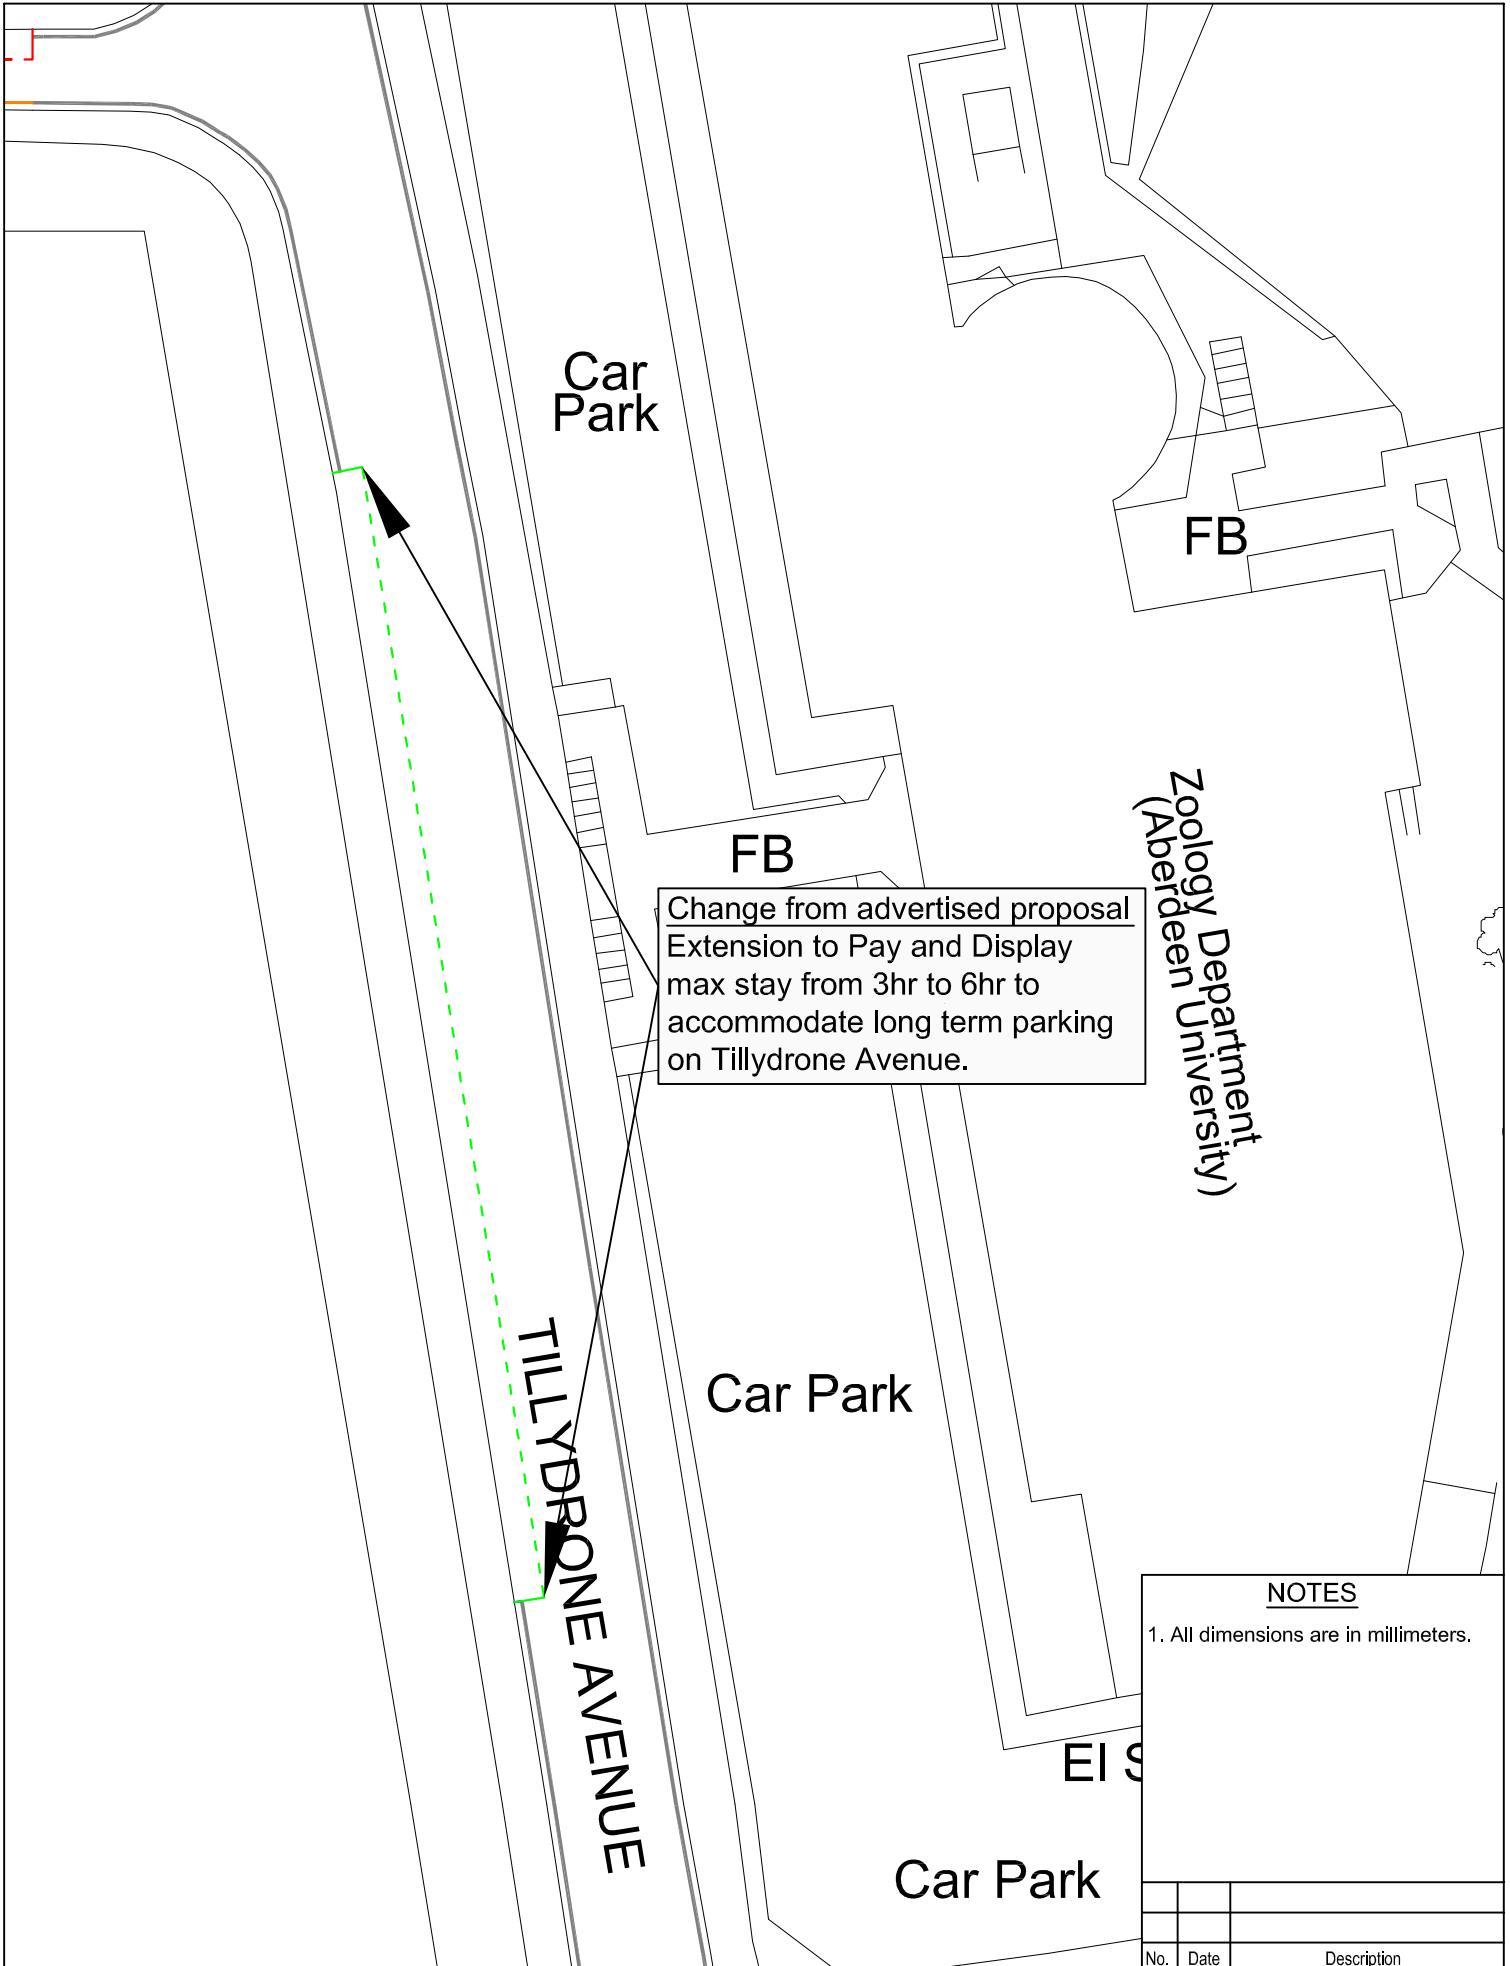 Car
Park
FB
FB
Zoology Department
(Aberdeen University)
Change from advertised proposal
Extension to Pay and Display
max stay from 3hr to 6hr to
accommodate long term parking
on Tillydrone Avenue.
TILLYDRONE AVENUE
Car Park
NOTES
1. All dimensions are in millimeters.
El S
Car Park
No. Date Description